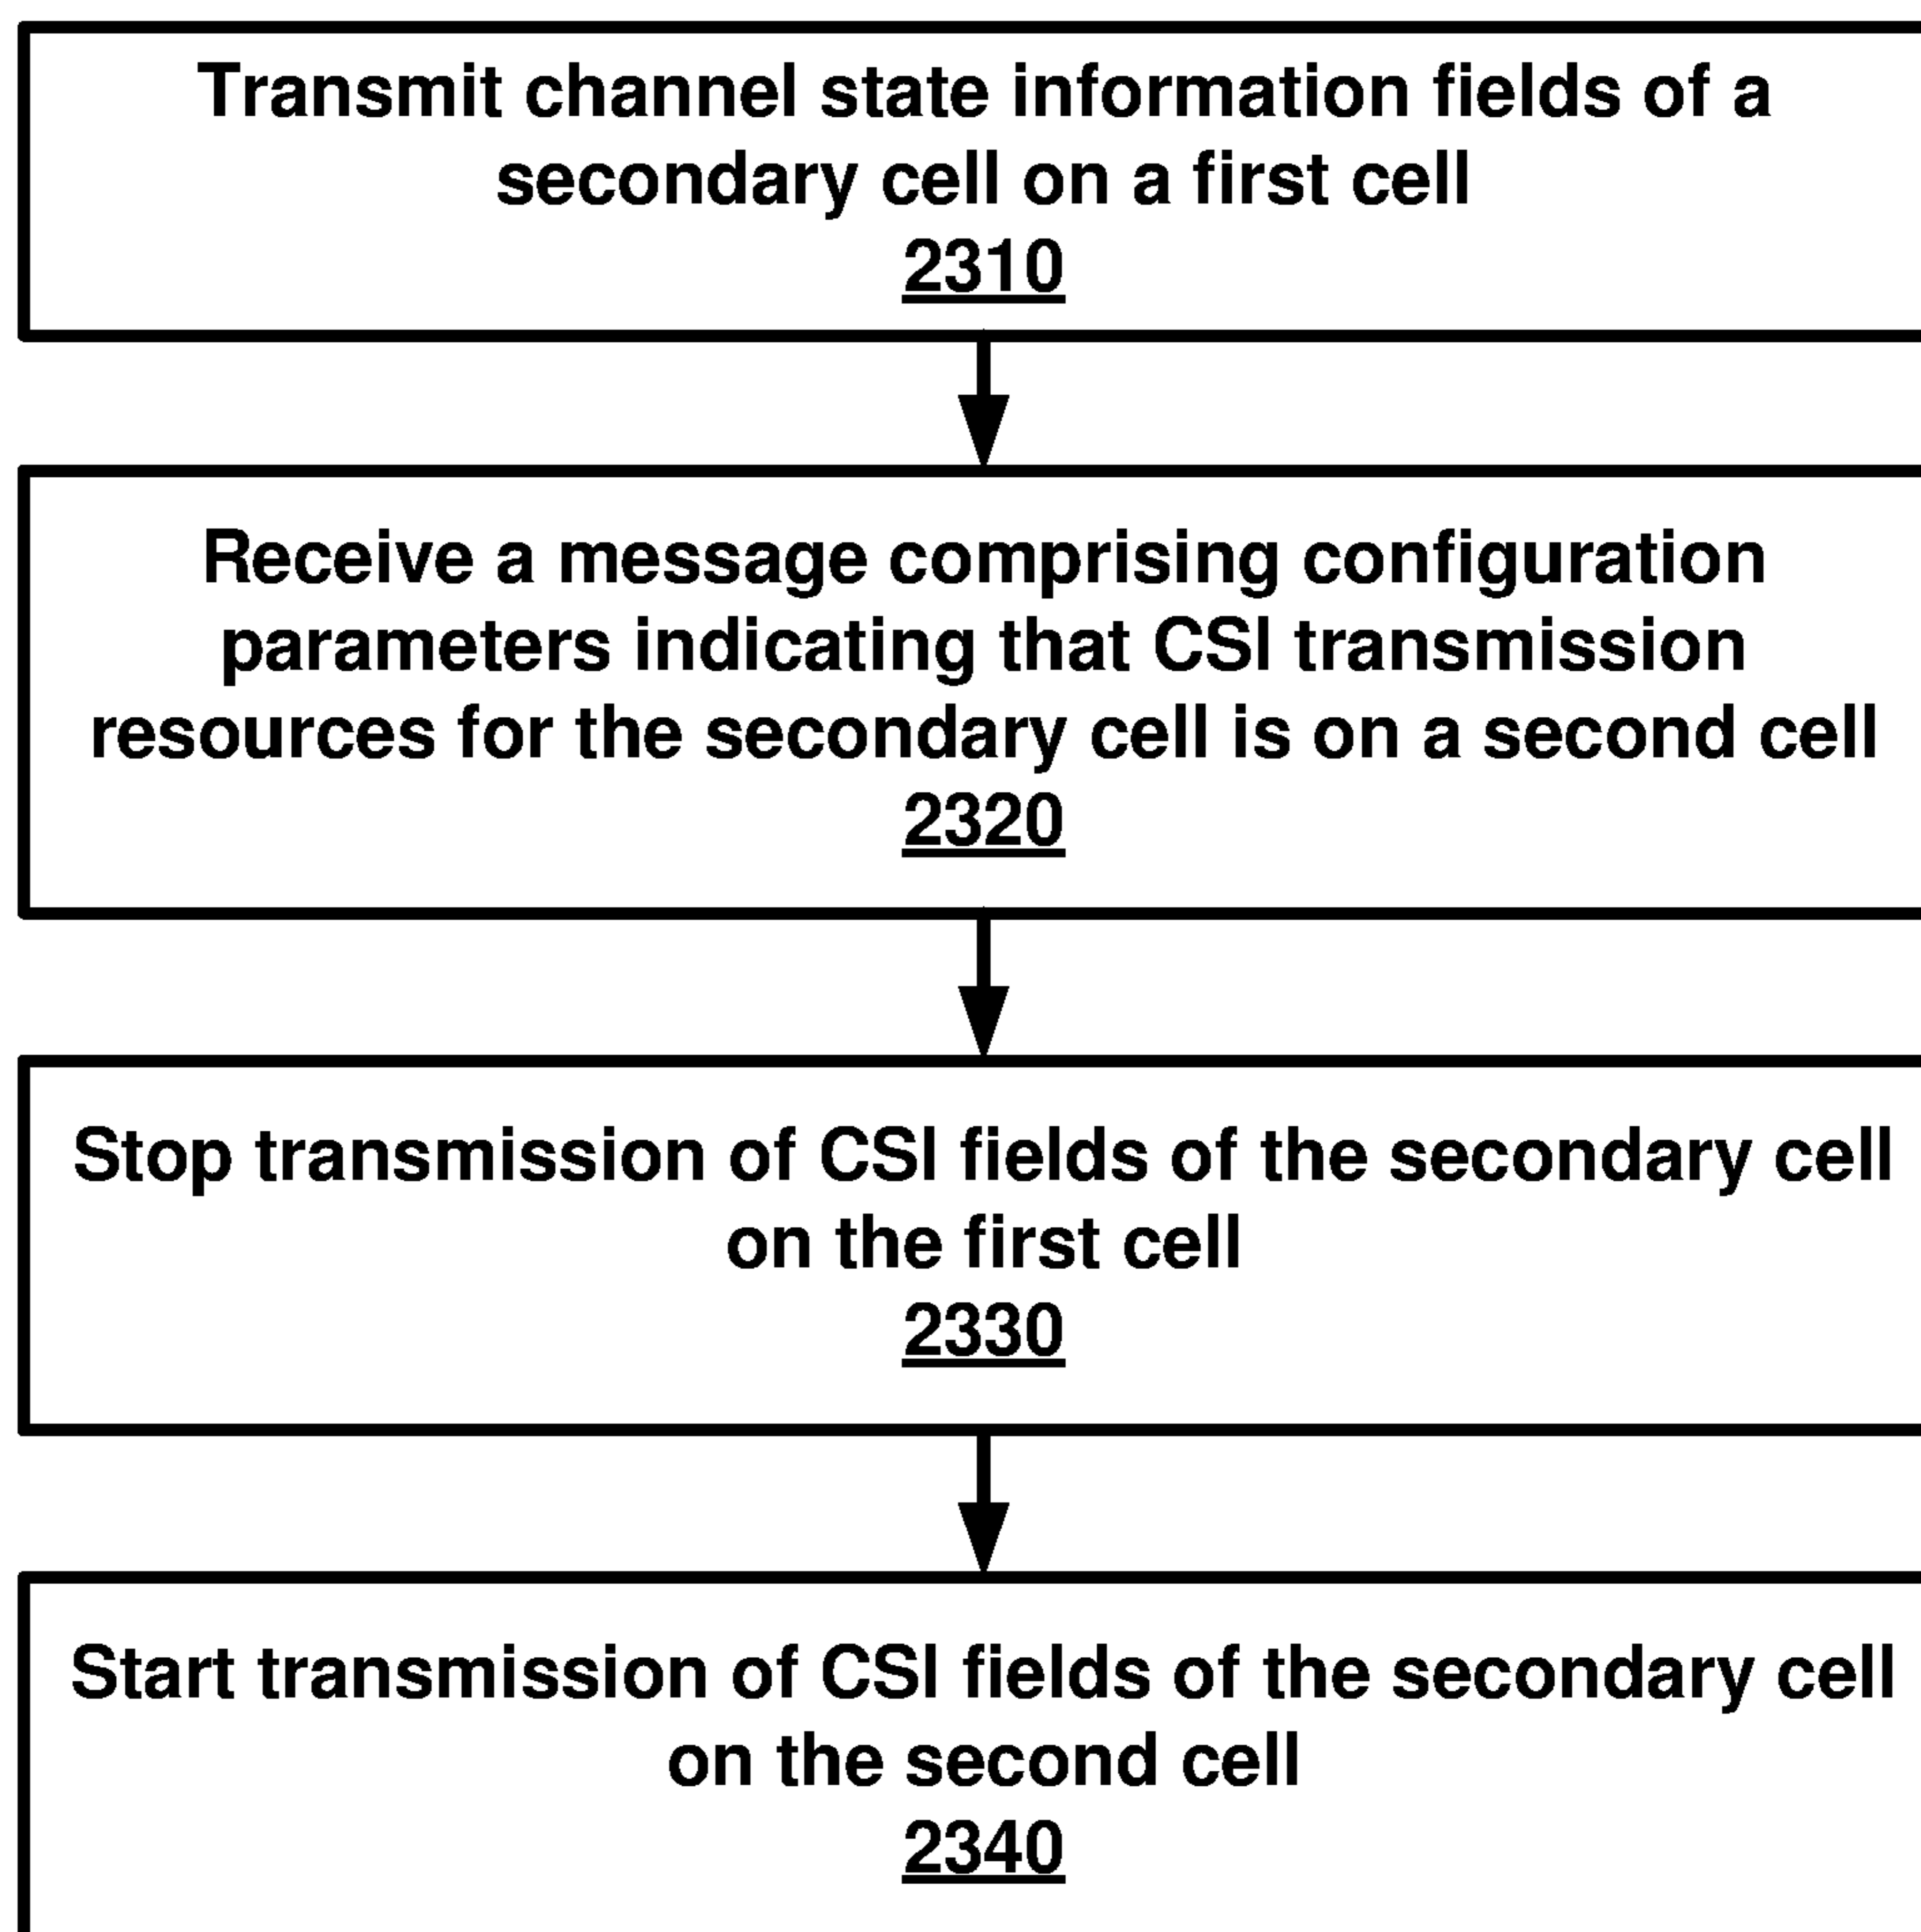 Transmit channel state information fields of a
secondary cell on a first cell
2310
Receive a message comprising configuration
parameters indicating that CSI transmission
resources for the secondary cell is on a second cell
2320
Stop transmission of CSI fields of the secondary cell
on the first cell
2330
Start transmission of CSI fields of the secondary cell
on the second cell
2340